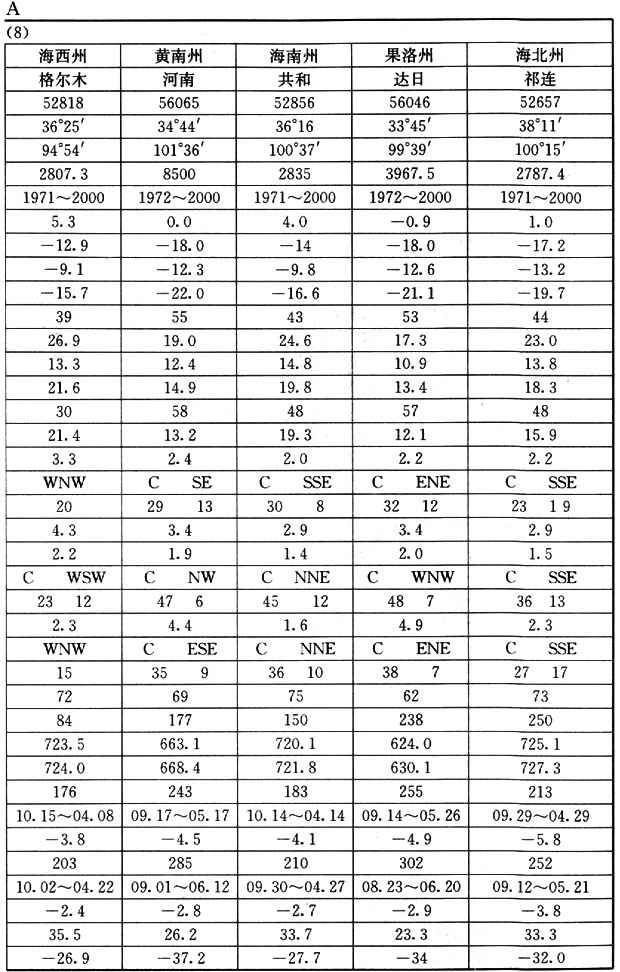 A
(8)
海西州 黄南州 海南州 果洛州 海北州
格尔木 河南 共和 达日 祁连
52818 56065 52856 56046 52657
36°25′ 34°44′ 36°16 33°45′ 38°11′
94°54′ 101°36′ 100°37′ 99°39′ 100°15′
2807.3 8500 2835 3967.5 2787.4
1971～2000 1972～2000 1971～2000 1972～2000 1971～2000
5.3 0.0 4.0 －0.9 1.0
－12.9 －18.0 －14 －18.0 －17.2
－9.1 －12.3 －9.8 －12.6 －13.2
－15.7 －22.0 －16.6 －21.1 －19.7
39 55 43 53 44
26.9 19.0 24.6 17.3 23.0
13.3 12.4 14.8 10.9 13.8
21.6 14.9 19.8 13.4 18.3
30 58 48 57 48
21.4 13.2 19.3 12.1 15.9
3.3 2.4 2.0 2.2 2.2
WNW C SE C SSE C ENE C SSE
20 29 13 30 8 32 12 23 19
4.3 3.4 2.9 3.4 2.9
2.2 1.9 1.4 2.0 1.5
C WSW C NW C NNE C WNW C SSE
23 12 47 6 45 12 48 7 36 13
2.3 4.4 1.6 4.9 2.3
WNW C ESE C NNE C ENE C SSE
15 35 9 36 10 38 7 27 17
72 69 75 62 73
84 177 150 238 250
723.5 663.1 720.1 624.0 725.1
724.0 668.4 721.8 630.1 727.3
176 243 183 255 213
10.15～04.08 09.17～05.17 10.14～04.14 09.14～05.26 09.29～04.29
－3.8 －4.5 －4.1 －4.9 －5.8
203 285 210 302 252
10.02～04.22 09.01～06.12 09.30～04.27 08.23～06.20 09.12～05.21
－2.4 －2.8 －2.7 －2.9 －3.8
35.5 26.2 33.7 23.3 33.3
－26.9 －37.2 －27.7 －34 －32.0